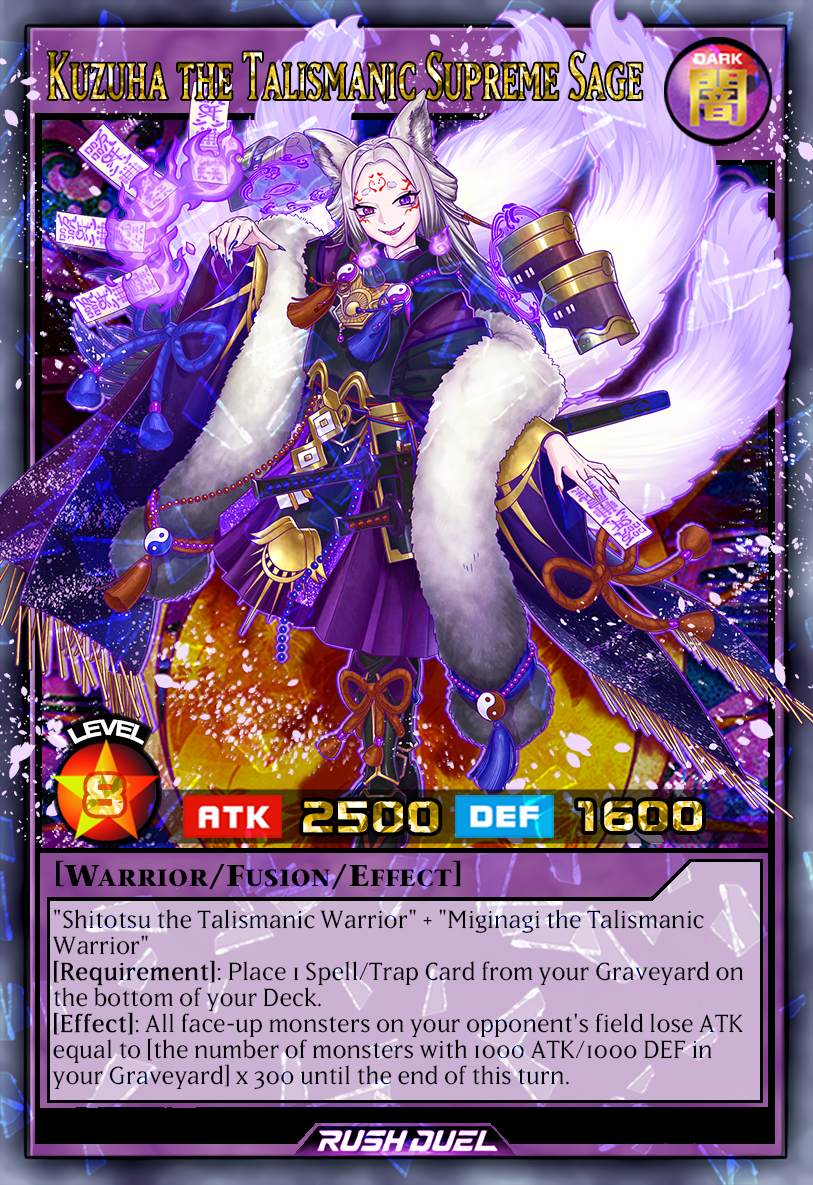 Kuzuha the Talismanic Supreme Sage
DARK
闇
LEVEL
8
ATK 2500 DEF 1600
[Warrior/Fusion/Effect]
"Shitotsu the Talismanic Warrior" + "Miginagi the Talismanic
Warrior"
[Requirement]: Place 1 Spell/Trap Card from your Graveyard on
the bottom of your Deck.
[Effect]: All face-up monsters on your opponent's field lose ATK
equal to [the number of monsters with 1000 ATK/1000 DEF in
your Graveyard] x 300 until the end of this turn.
RUSH DUEL